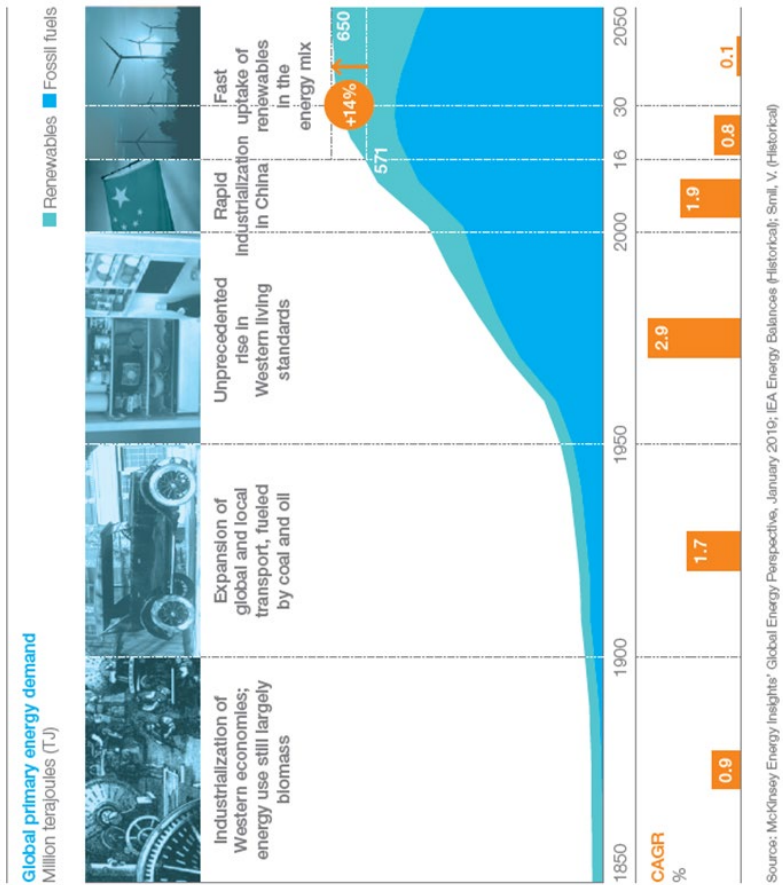 Global primary energy demand
Million terajoules (TJ)
Renewables Fossil fuels
Industrialization of
Western economies;
energy use still largely
biomass
Expansion of
global and local
transport, fueled
by coal and oil
Unprecedented
rise in
Western living
standards
Rapid
industrialization
in China
Fast
uptake of
renewables
in the
energy mix
+14%
650
571
1850 1900 1950 2000 16 30 2050
CAGR
%
0.9 1.7 2.9 1.9 0.8 0.1
Source: McKinsey Energy Insights' Global Energy Perspective, January 2019; IEA Energy Balances (Historical); Smil, V. (Historical)